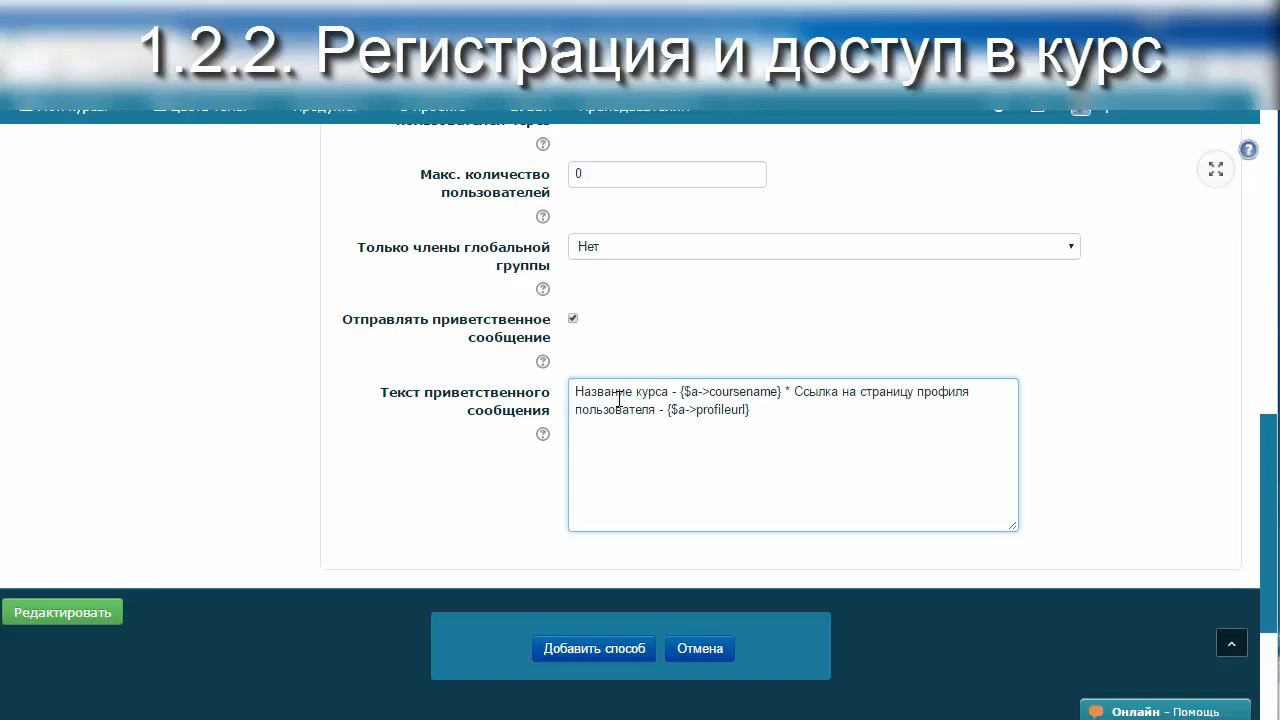 1.2.2. Регистрация и доступ в курс
Макс. количество
пользователей
0
Только члены глобальной
группы
Нет
Отправлять приветственное
сообщение
Текст приветственного
сообщения
Название курса - {$a->coursename} * Ссылка на страницу профиля
пользователя - {$a->profileurl}
Редактировать
Добавить способ
Отмена
Онлайн - Помощь